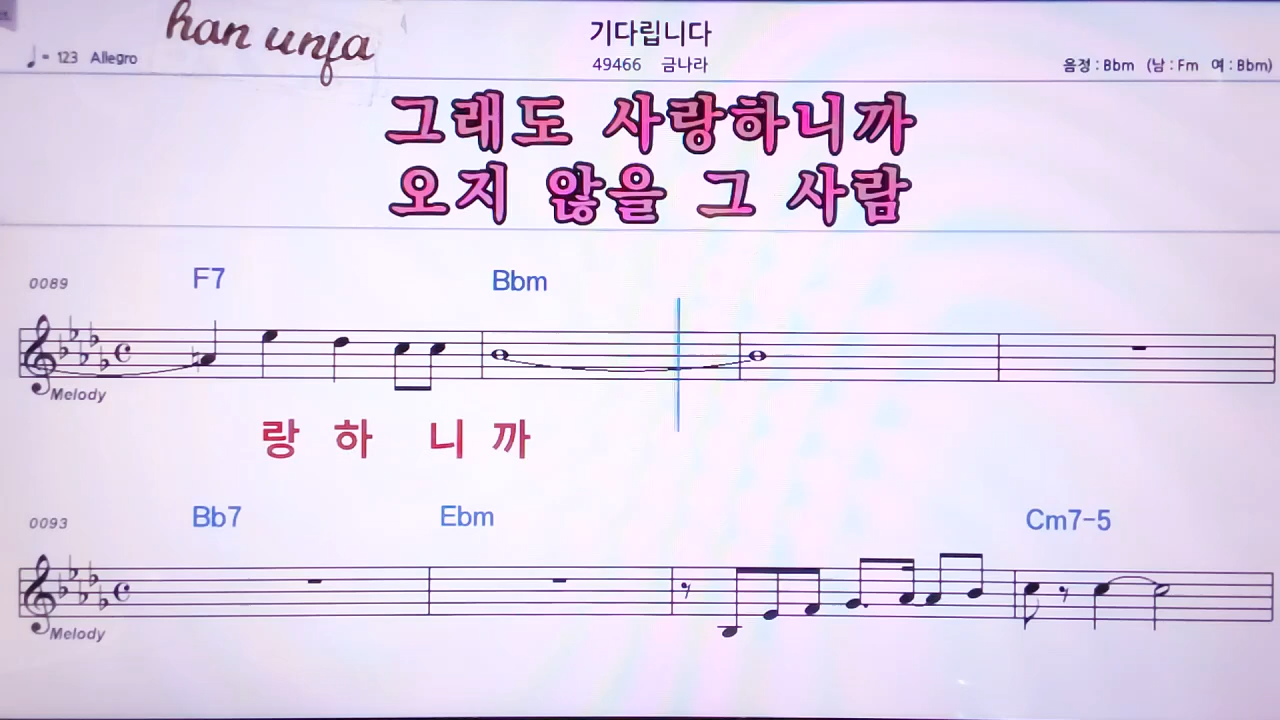 han unja
기다립니다
♩= 123 Allegro
49466 금나라
음정 : Bbm (남 : Fm 여 : Bbm)
그래도 사랑하니까
오지 않을 그 사람
0089 F7 Bbm
Melody
랑 하 니 까
0093 Bb7 Ebm Cm7-5
Melody